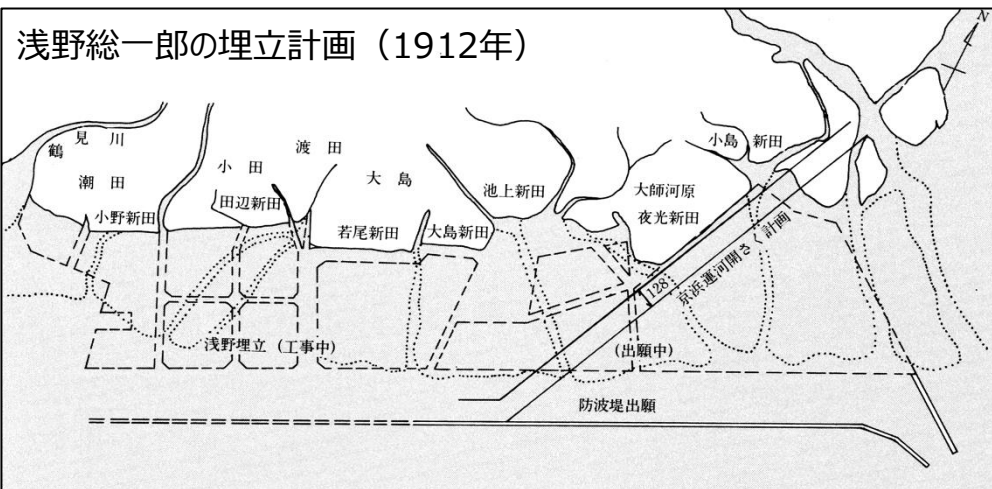 浅野総一郎の埋立計画（1912年）
N
鶴見川
潮田
小野新田
渡田
小田
田辺新田
大島
若尾新田
大島新田
池上新田
小島新田
大師河原
夜光新田
128
京浜運河開さく計画
浅野埋立（工事中）
(出願中)
防波堤出願